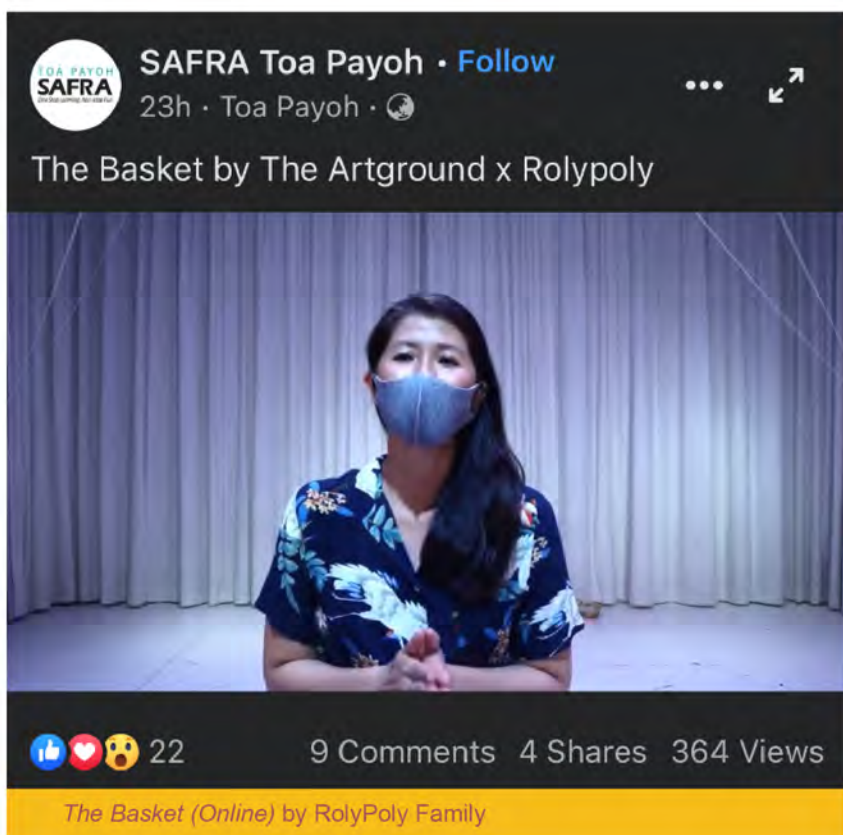 TOA PAYOH
SAFRA
SAFRA Toa Payoh • Follow
23h • Toa Payoh •
The Basket by The Artground x Rolypoly
22
9 Comments 4 Shares 364 Views
The Basket (Online) by RolyPoly Family